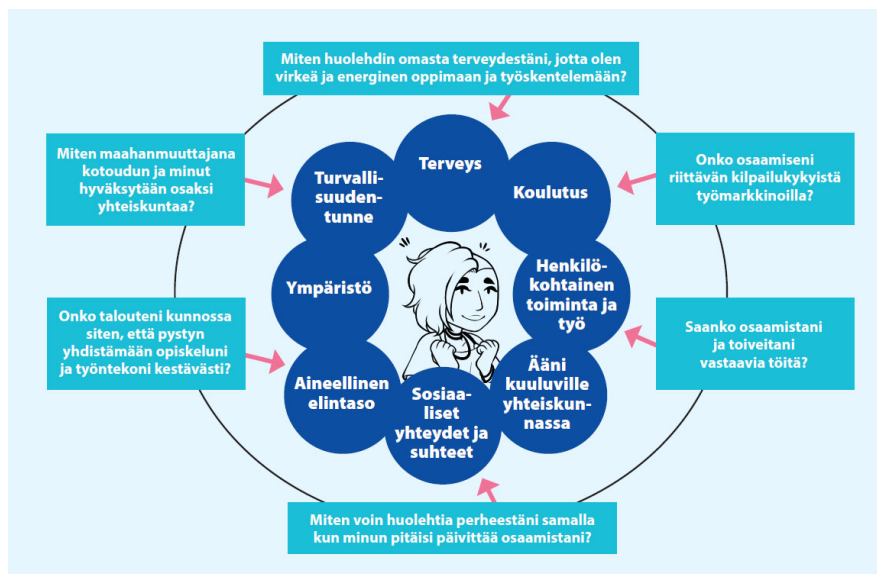 Miten huolehdin omasta terveydestäni, jotta olen
virkeä ja energinen oppimaan ja työskentelemään?
Miten maahanmuuttajana
kotoudun ja minut
hyväksytään osaksi
yhteiskuntaa?
Onko osaamiseni
riittävän kilpailukykyistä
työmarkkinoilla?
Terveys
Turvalli-
suuden-
tunne
Koulutus
Ympäristö
Henkilö-
kohtainen
toiminta ja
työ
Onko talouteni kunnossa
siten, että pystyn
yhdistämään opiskeluni
ja työntekoni kestävästi?
Saanko osaamistani
ja toiveitani
vastaavia töitä?
Aineellinen
elintaso
Sosiaa-
liset
yhteydet ja
suhteet
Ääni
kuuluville
yhteiskun-
nassa
Miten voin huolehtia perheestäni samalla
kun minun pitäisi päivittää osaamistani?